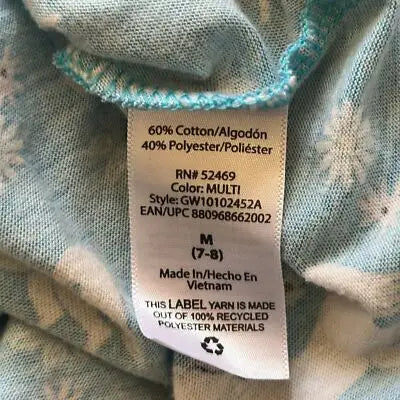 60% Cotton/Algodón
40% Polyester/Poliéster
RN# 52469
Color: MULTI
Style: GW10102452A
EAN/UPC 880968662002
M
(7-8)
Made In/Hecho En
Vietnam
THIS LABEL YARN IS MADE
OUT OF 100% RECYCLED
POLYESTER MATERIALS